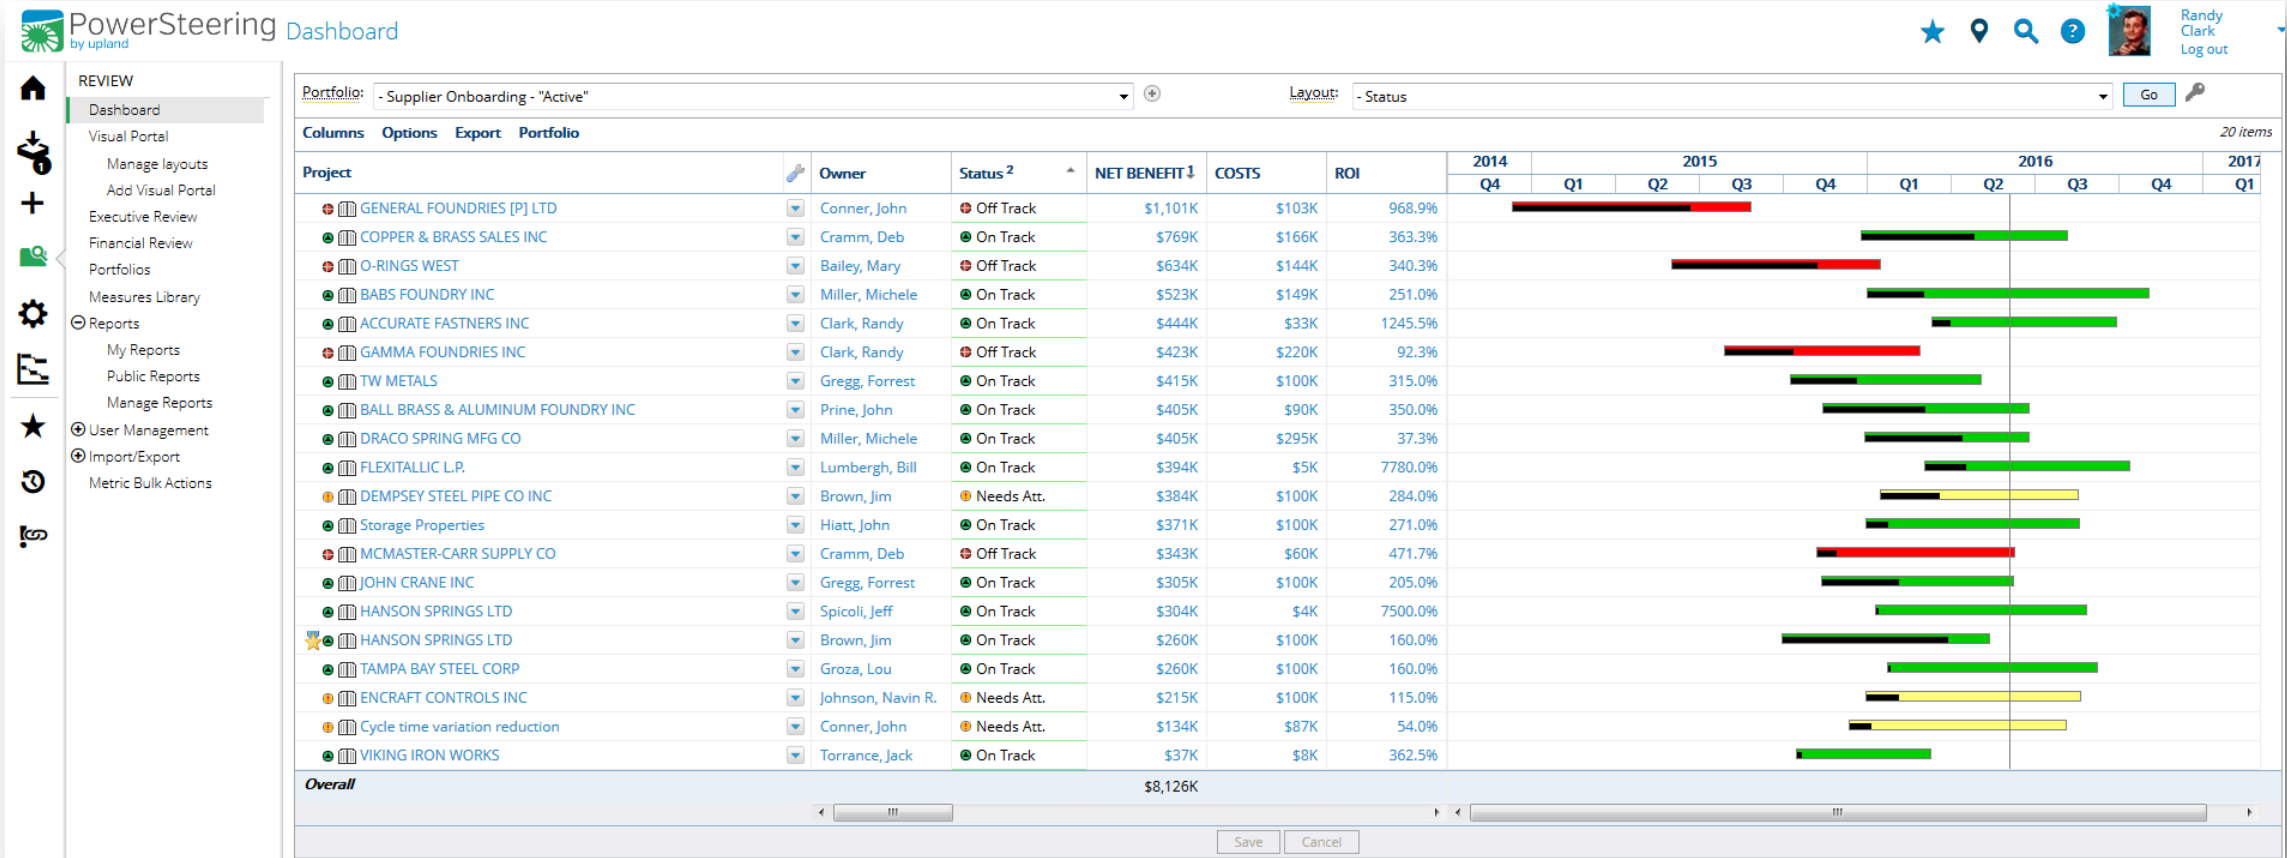 PowerSteering Dashboard
by upland
Randy
Clark
Log out
REVIEW
Dashboard
Visual Portal
Manage layouts
Add Visual Portal
Executive Review
Financial Review
Portfolios
Measures Library
Reports
My Reports
Public Reports
Manage Reports
User Management
Import/Export
Metric Bulk Actions
1
?
Portfolio: - Supplier Onboarding - "Active" Layout: - Status Go
Columns Options Export Portfolio 20 items
Project Owner Status 2 NET BENEFIT 1 COSTS ROI
2014 2015 2016 2017
Q4 Q1 Q2 Q3 Q4 Q1 Q2 Q3 Q4 Q1
GENERAL FOUNDRIES [P] LTD Conner, John Off Track $1,101K $103K 968.9%
COPPER & BRASS SALES INC Cramm, Deb On Track $769K $166K 363.3%
O-RINGS WEST Bailey, Mary Off Track $634K $144K 340.3%
BABS FOUNDRY INC Miller, Michele On Track $523K $149K 251.0%
ACCURATE FASTNERS INC Clark, Randy On Track $444K $33K 1245.5%
GAMMA FOUNDRIES INC Clark, Randy Off Track $423K $220K 92.3%
TW METALS Gregg, Forrest On Track $415K $100K 315.0%
BALL BRASS & ALUMINUM FOUNDRY INC Prine, John On Track $405K $90K 350.0%
DRACO SPRING MFG CO Miller, Michele On Track $405K $295K 37.3%
FLEXITALLIC L.P. Lumbergh, Bill On Track $394K $5K 7780.0%
DEMPSEY STEEL PIPE CO INC Brown, Jim Needs Att. $384K $100K 284.0%
Storage Properties Hiatt, John On Track $371K $100K 271.0%
MCMASTER-CARR SUPPLY CO Cramm, Deb Off Track $343K $60K 471.7%
JOHN CRANE INC Gregg, Forrest On Track $305K $100K 205.0%
HANSON SPRINGS LTD Spicoli, Jeff On Track $304K $4K 7500.0%
HANSON SPRINGS LTD Brown, Jim On Track $260K $100K 160.0%
TAMPA BAY STEEL CORP Groza, Lou On Track $260K $100K 160.0%
ENCRAFT CONTROLS INC Johnson, Navin R. Needs Att. $215K $100K 115.0%
Cycle time variation reduction Conner, John Needs Att. $134K $87K 54.0%
VIKING IRON WORKS Torrance, Jack On Track $37K $8K 362.5%
Overall $8,126K
Save Cancel